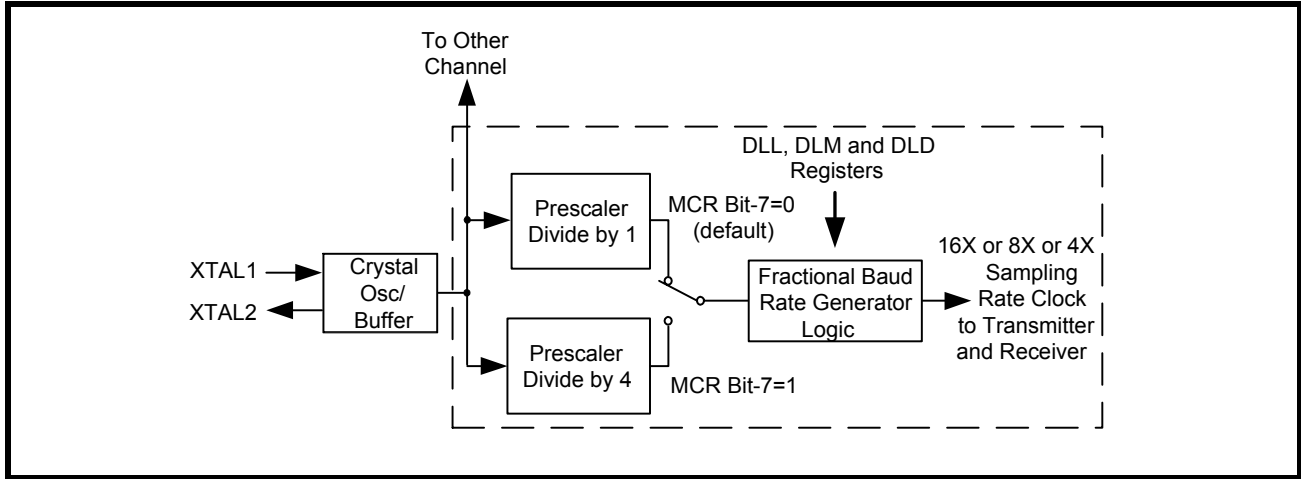 To Other
Channel
DLL, DLM and DLD
Registers
Prescaler
Divide by 1
MCR Bit-7=0
(default)
16X or 8X or 4X
Sampling
Rate Clock
to Transmitter
and Receiver
XTAL1
XTAL2
Crystal
Osc/
Buffer
Fractional Baud
Rate Generator
Logic
Prescaler
Divide by 4
MCR Bit-7=1